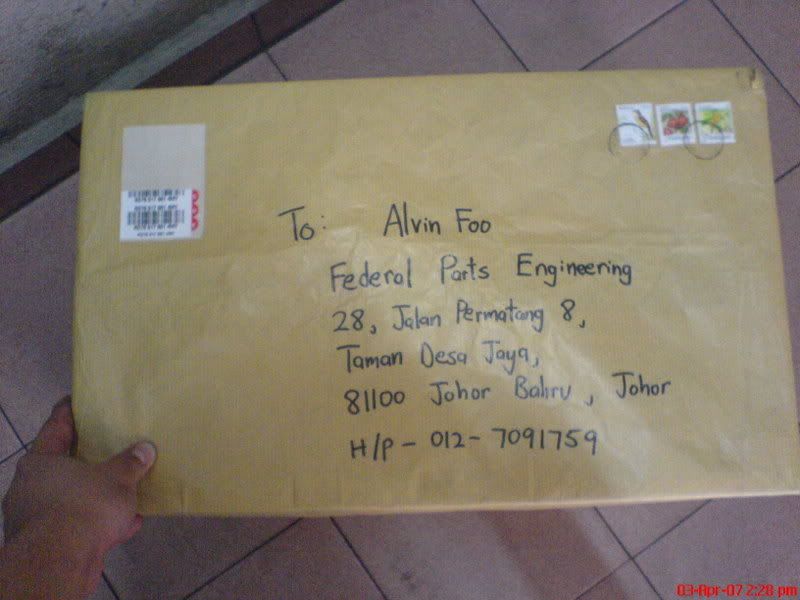 To: Alvin Foo
Federal Parts Engineering
28, Jalan Permatang 8,
Taman Desa Jaya,
81100 Johor Bahru, Johor
H/P - 012- 7091759
03-Apr-07 2:28 pm